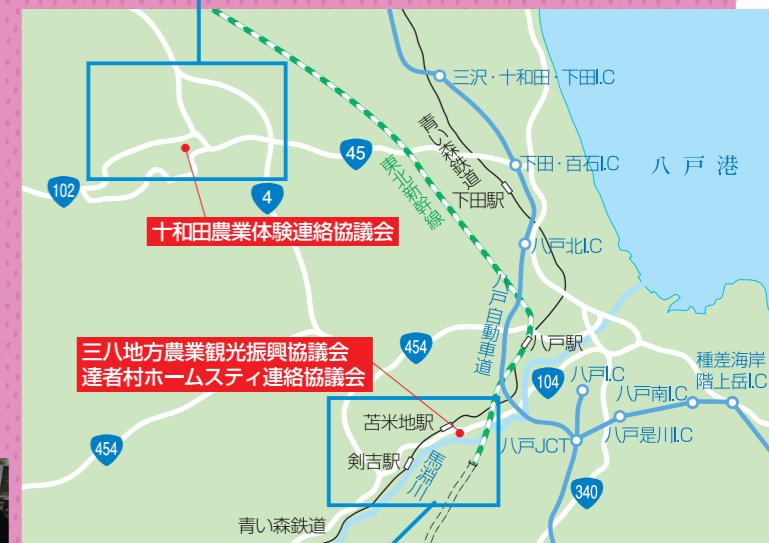 三沢・十和田・下田I.C
青い森鉄道
45
下田・百石I.C
八戸港
東北新幹線
102
4
下田駅
十和田農業体験連絡協議会
八戸北I.C
八戸自動車道
三八地方農業観光振興協議会
達者村ホームスティ連絡協議会
454
八戸駅
104
八戸I.C
種差海岸
階上岳I.C
八戸南I.C
苫米地駅
八戸JCT
八戸是川I.C
454
剣吉駅
馬淵川
340
青い森鉄道